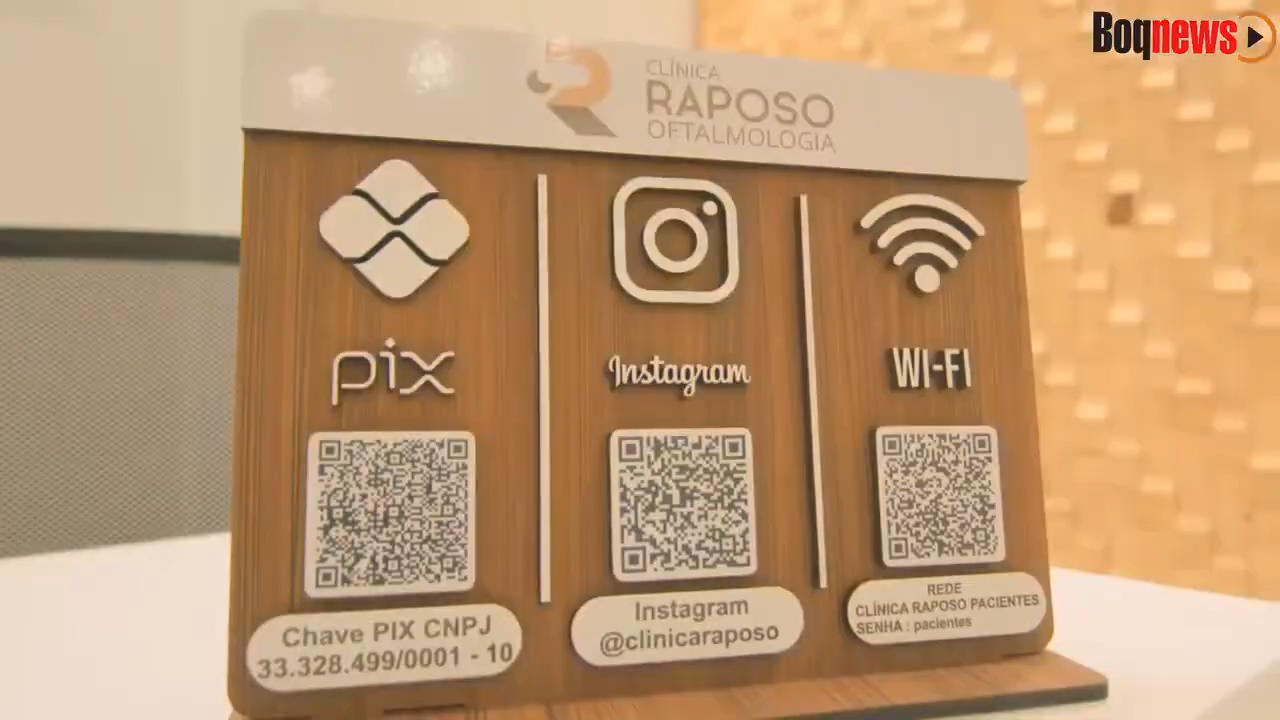 Boqnews
CLÍNICA
RAPOSO
OFTALMOLOGIA
pix
Instagram
WI-FI
Chave PIX CNPJ
33.328.499/0001 - 10
Instagram
@clinicaraposo
REDE
CLÍNICA RAPOSO PACIENTES
SENHA : pacientes